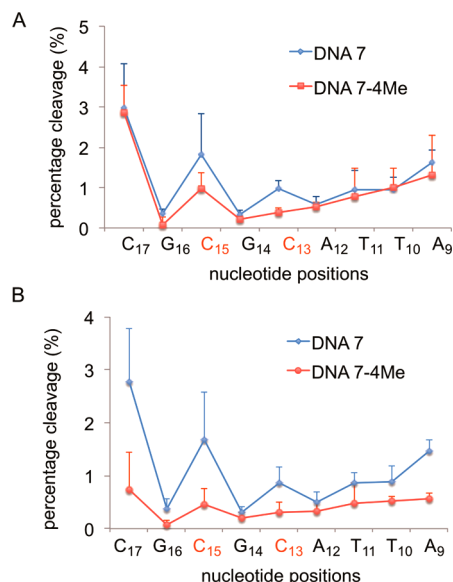 A
percentage cleavage (%)
5
4
3
2
1
0
DNA 7
DNA 7-4Me
C17 G16 C15 G14 C13 A12 T11 T10 A9
nucleotide positions
B
percentage cleavage (%)
4
3
2
1
0
DNA 7
DNA 7-4Me
C17 G16 C15 G14 C13 A12 T11 T10 A9
nucleotide positions